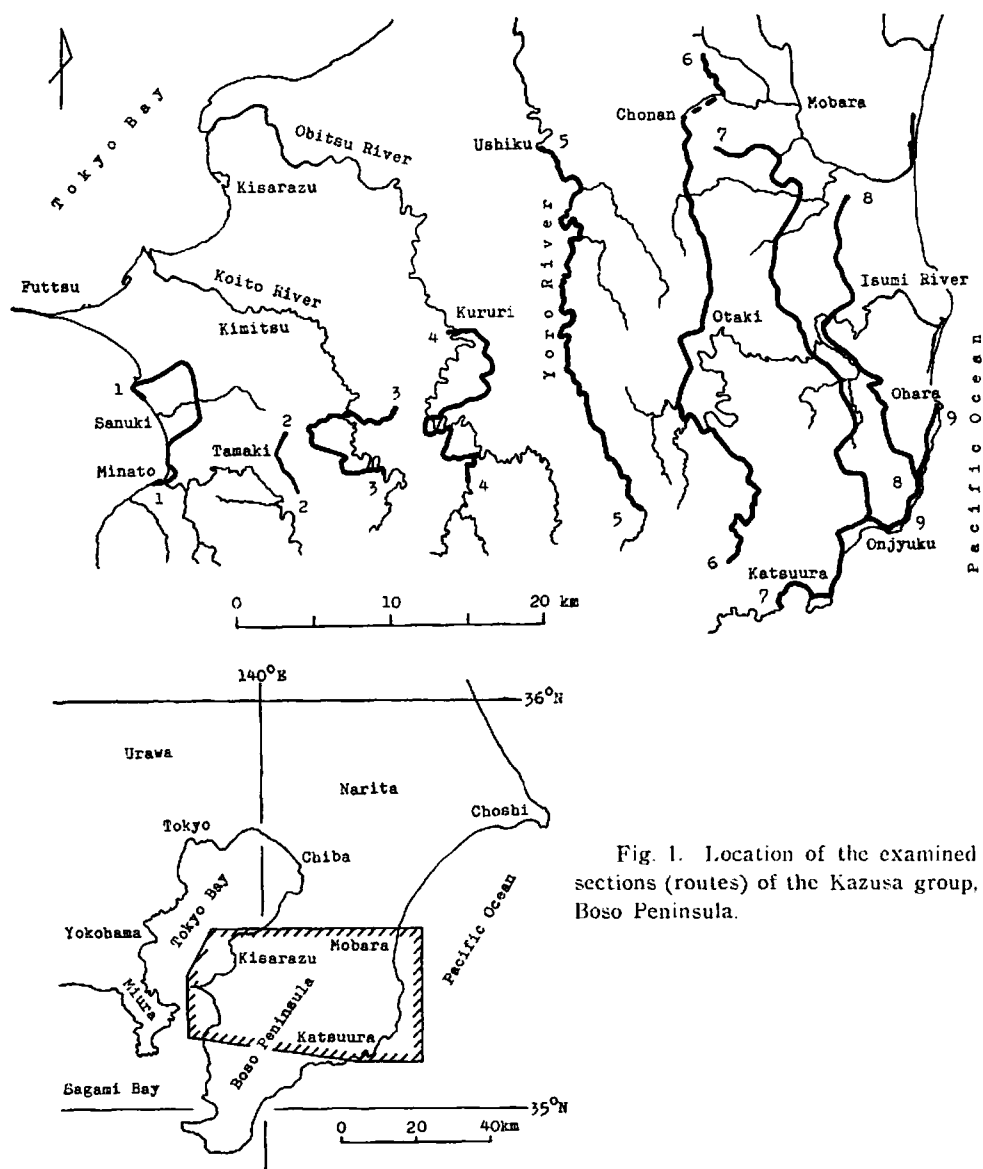 Tokyo Bay
Obitsu River
Kisarazu
Futtsu
Koito River
Kimitsu
4 Kururi
Ushiku 5
Yoro River
6
Chonan
Mobara
7
8
Isumi River
Otaki
Ohara
9
Pacific Ocean
1
Sanuki
Minato
1
Tamaki
2
2
3
3
4
5
6
8
9
Onjyuku
Katsuura
7
0 10 20 km
140°E
36°N
Urawa
Narita
Choshi
Tokyo
Chiba
Tokyo Bay
Yokohama
Kisarazu
Mobara
Pacific Ocean
Miura
Boso Peninsula
Katsuura
Sagami Bay
35°N
0 20 40km
Fig. 1. Location of the examined
sections (routes) of the Kazusa group,
Boso Peninsula.